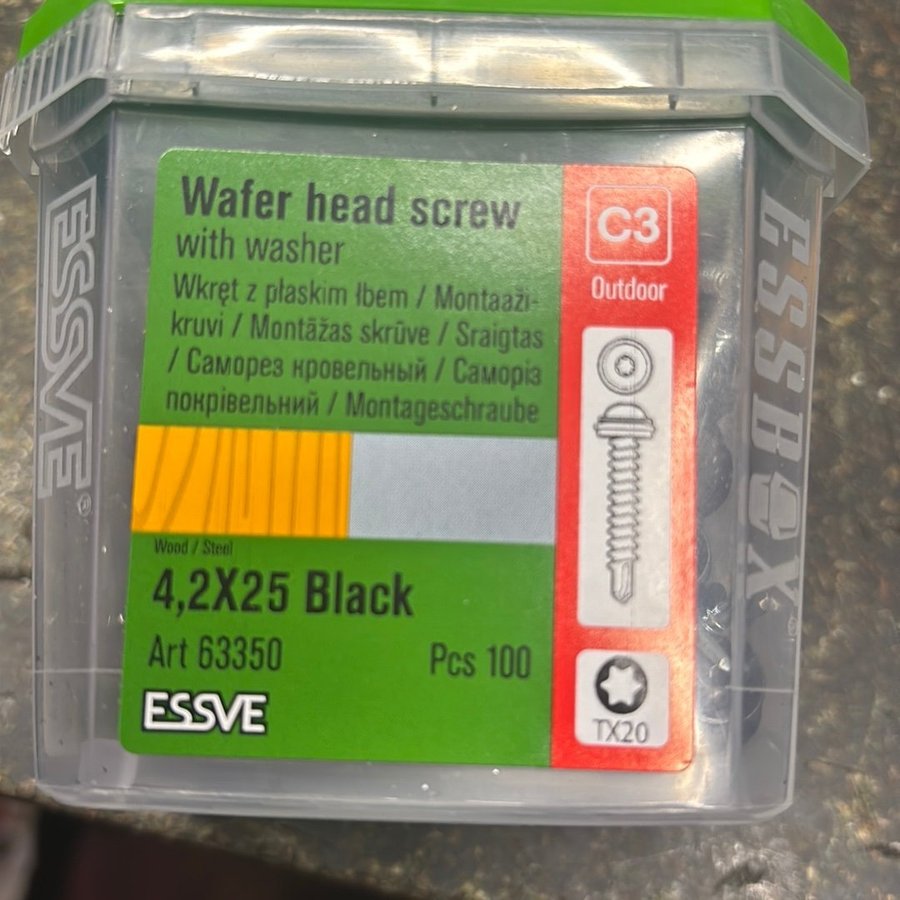 Wafer head screw
with washer
Wkręt z płaskim łbem / Montaaži-
kruvi / Montāžas skrūve / Sraigtas
/ Саморез кровельный / Саморіз
покрівельний / Montageschraube
Wood / Steel
4,2X25 Black
Art 63350
Pcs 100
ESSVE
C3
Outdoor
TX20
ESSVE®
ESSBOX®